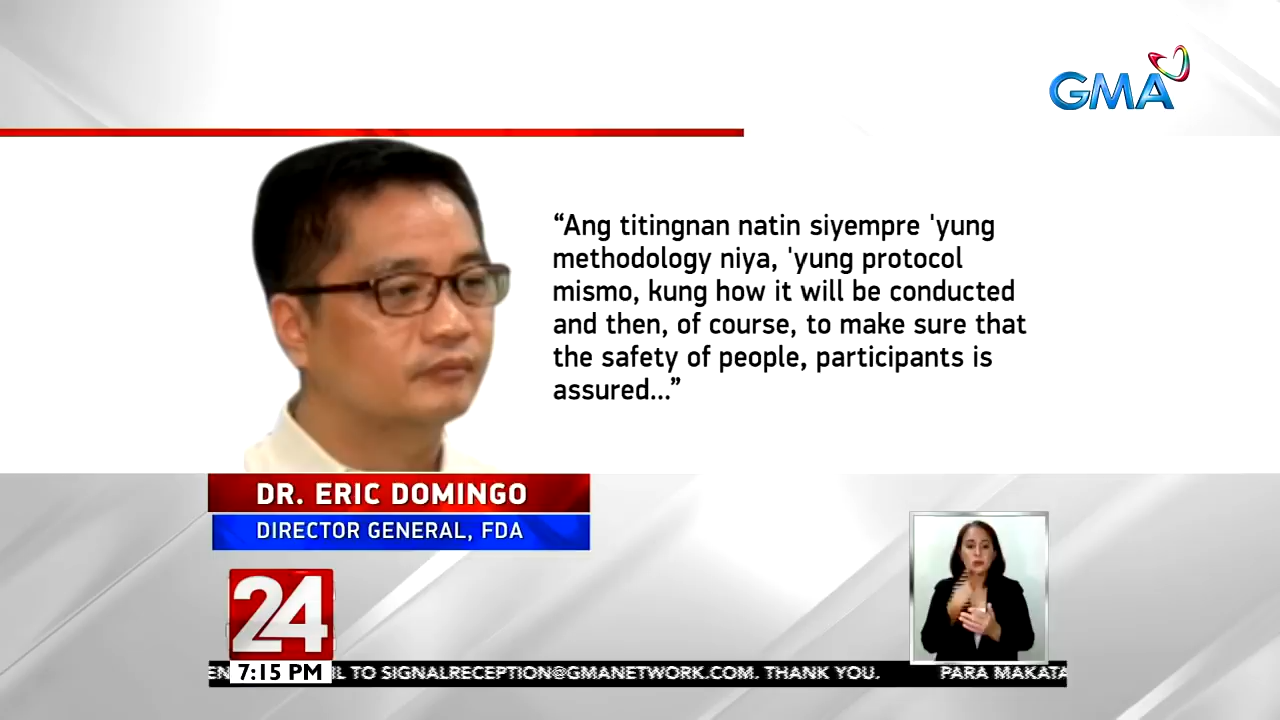 GMA
“Ang titingnan natin siyempre 'yung
methodology niya, 'yung protocol
mismo, kung how it will be conducted
and then, of course, to make sure that
the safety of people, participants is
assured...”
DR. ERIC DOMINGO
DIRECTOR GENERAL, FDA
24
7:15 PM
TO SIGNALRECEPTION@GMANETWORK.COM. THANK YOU. PARA MAKATA